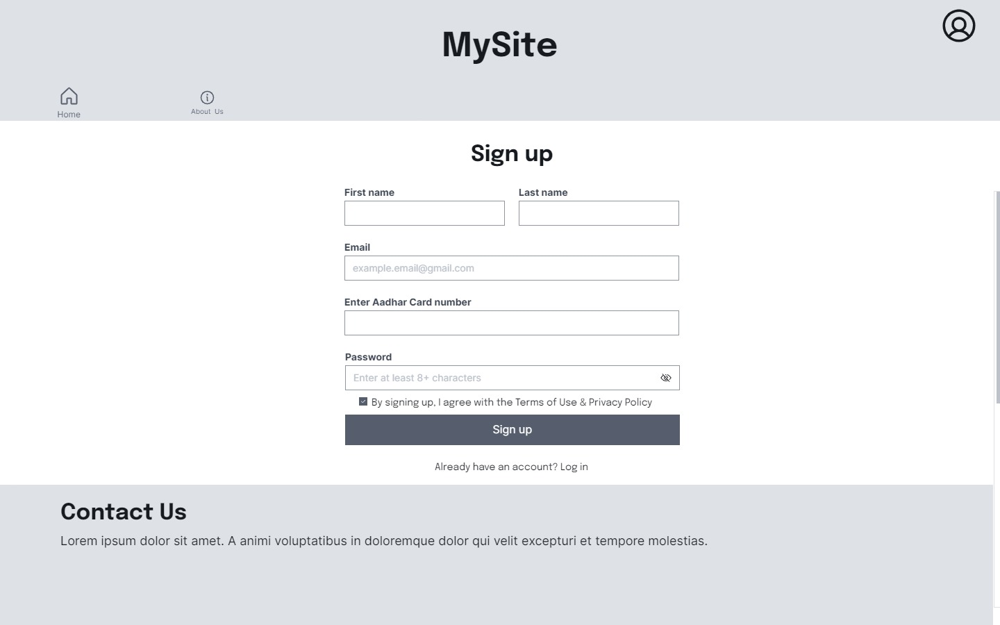 MySite
Home
About Us
Sign up
First name
Last name
Email
example.email@gmail.com
Enter Aadhar Card number
Password
Enter at least 8+ characters
By signing up, I agree with the Terms of Use & Privacy Policy
Sign up
Already have an account? Log in
Contact Us
Lorem ipsum dolor sit amet. A animi voluptatibus in doloremque dolor qui velit excepturi et tempore molestias.